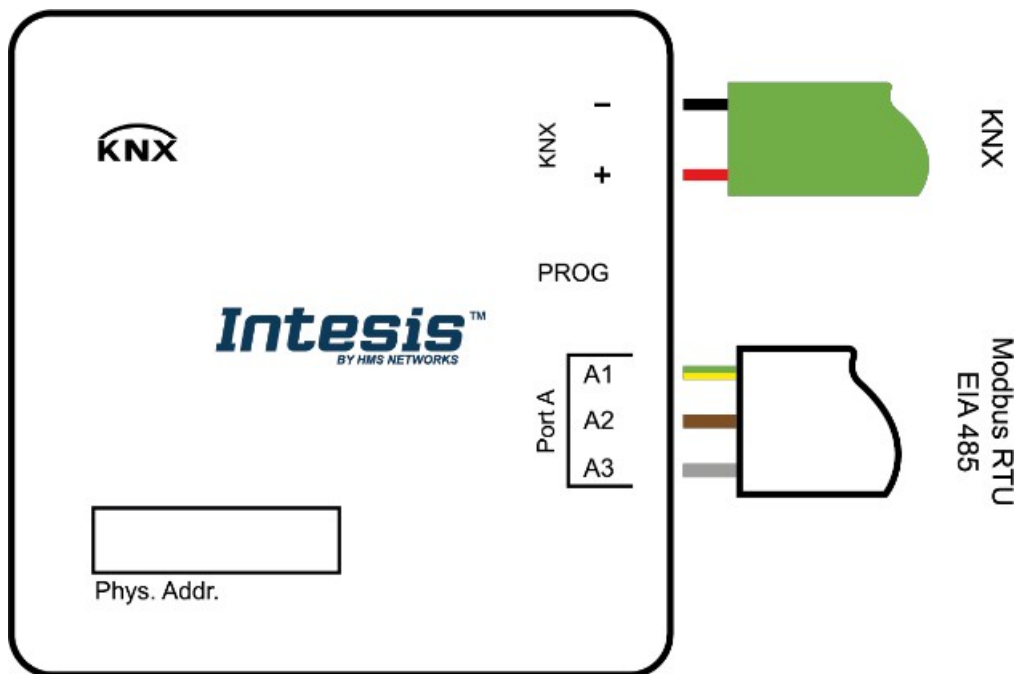 KNX
KNX
−
+
PROG
Intesis™
BY HMS NETWORKS
Port A
A1
A2
A3
Phys. Addr.
KNX
Modbus RTU
EIA 485